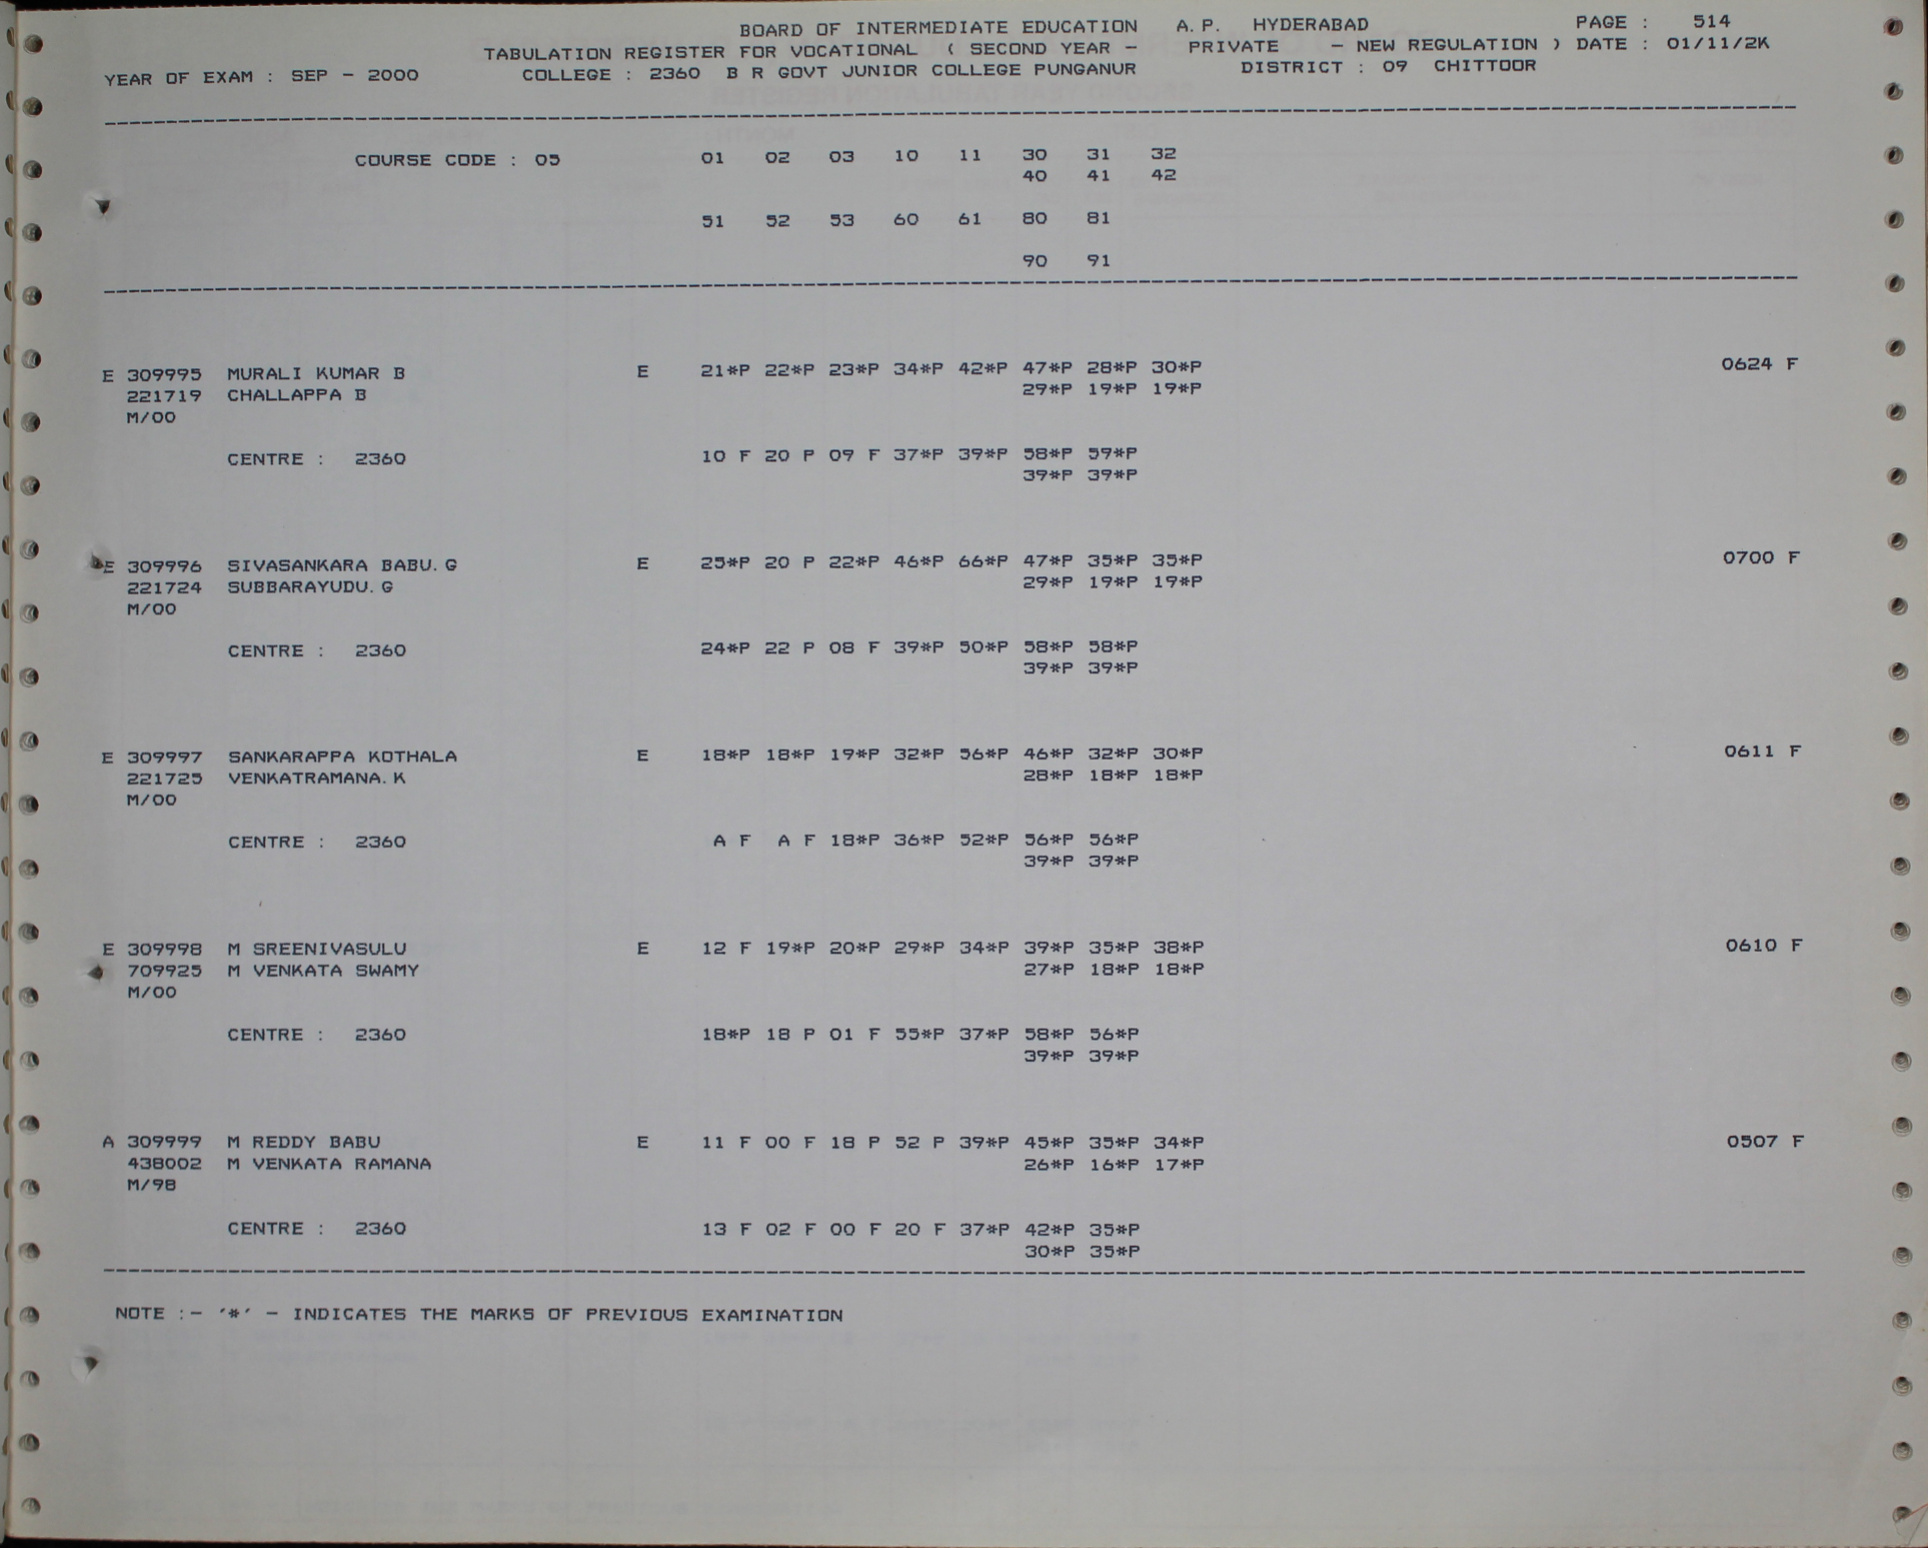 BOARD OF INTERMEDIATE EDUCATION A.P. HYDERABAD PAGE : 514
TABULATION REGISTER FOR VOCATIONAL ( SECOND YEAR - PRIVATE - NEW REGULATION ) DATE : 01/11/2K
YEAR OF EXAM : SEP - 2000 COLLEGE : 2360 B R GOVT JUNIOR COLLEGE PUNGANUR DISTRICT : 09 CHITTOOR
COURSE CODE : 05 01 02 03 10 11 30 31 32
40 41 42
51 52 53 60 61 80 81
90 91
E 309995 MURALI KUMAR B E 21*P 22*P 23*P 34*P 42*P 47*P 28*P 30*P 0624 F
221719 CHALLAPPA B 29*P 19*P 19*P
M/00
CENTRE : 2360 10 F 20 P 09 F 37*P 39*P 58*P 59*P
39*P 39*P
E 309996 SIVASANKARA BABU.G E 25*P 20 P 22*P 46*P 66*P 47*P 35*P 35*P 0700 F
221724 SUBBARAYUDU.G 29*P 19*P 19*P
M/00
CENTRE : 2360 24*P 22 P 08 F 39*P 50*P 58*P 58*P
39*P 39*P
E 309997 SANKARAPPA KOTHALA E 18*P 18*P 19*P 32*P 56*P 46*P 32*P 30*P 0611 F
221725 VENKATRAMANA.K 28*P 18*P 18*P
M/00
CENTRE : 2360 A F A F 18*P 36*P 52*P 56*P 56*P
39*P 39*P
E 309998 M SREENIVASULU E 12 F 19*P 20*P 29*P 34*P 39*P 35*P 38*P 0610 F
709925 M VENKATA SWAMY 27*P 18*P 18*P
M/00
CENTRE : 2360 18*P 18 P 01 F 55*P 37*P 58*P 56*P
39*P 39*P
A 309999 M REDDY BABU E 11 F 00 F 18 P 52 P 39*P 45*P 35*P 34*P 0507 F
438002 M VENKATA RAMANA 26*P 16*P 17*P
M/98
CENTRE : 2360 13 F 02 F 00 F 20 F 37*P 42*P 35*P
30*P 35*P
NOTE :- '*' - INDICATES THE MARKS OF PREVIOUS EXAMINATION